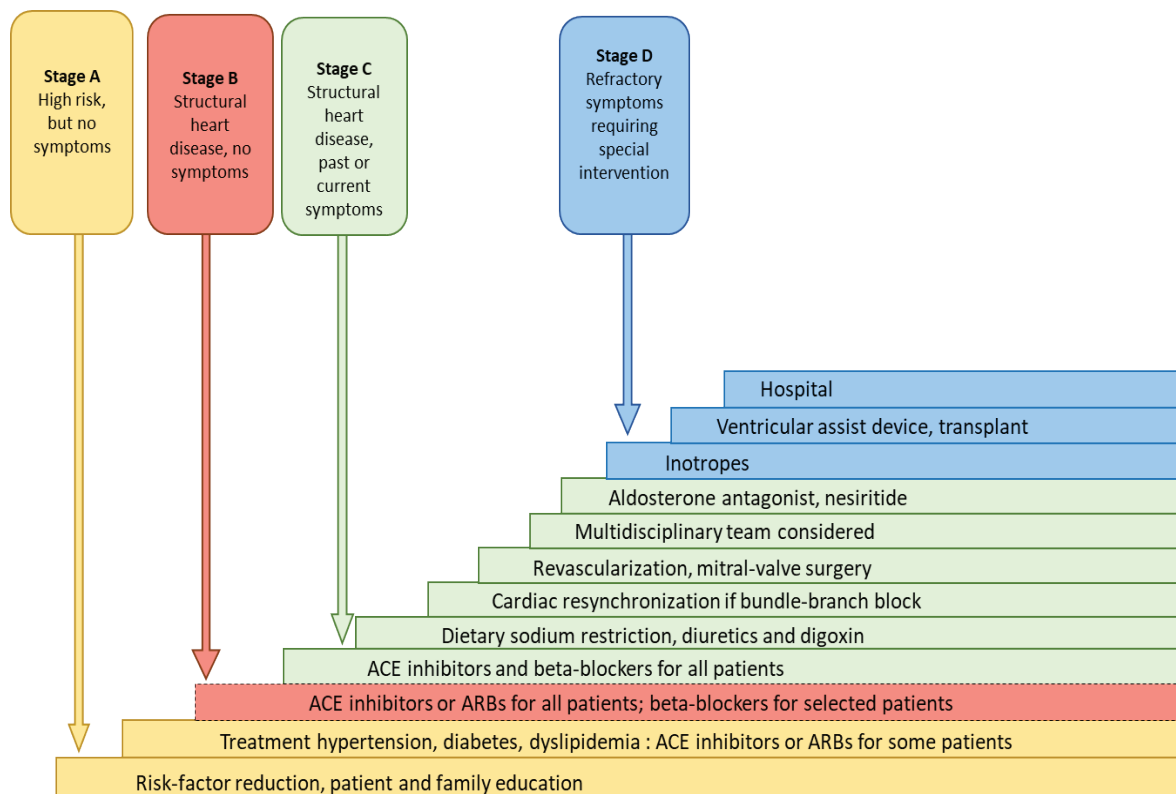 Stage A
High risk,
but no
symptoms
Stage B
Structural
heart
disease, no
symptoms
Stage C
Structural
heart
disease,
past or
current
symptoms
Stage D
Refractory
symptoms
requiring
special
intervention
Hospital
Ventricular assist device, transplant
Inotropes
Aldosterone antagonist, nesiritide
Multidisciplinary team considered
Revascularization, mitral-valve surgery
Cardiac resynchronization if bundle-branch block
Dietary sodium restriction, diuretics and digoxin
ACE inhibitors and beta-blockers for all patients
ACE inhibitors or ARBs for all patients; beta-blockers for selected patients
Treatment hypertension, diabetes, dyslipidemia : ACE inhibitors or ARBs for some patients
Risk-factor reduction, patient and family education